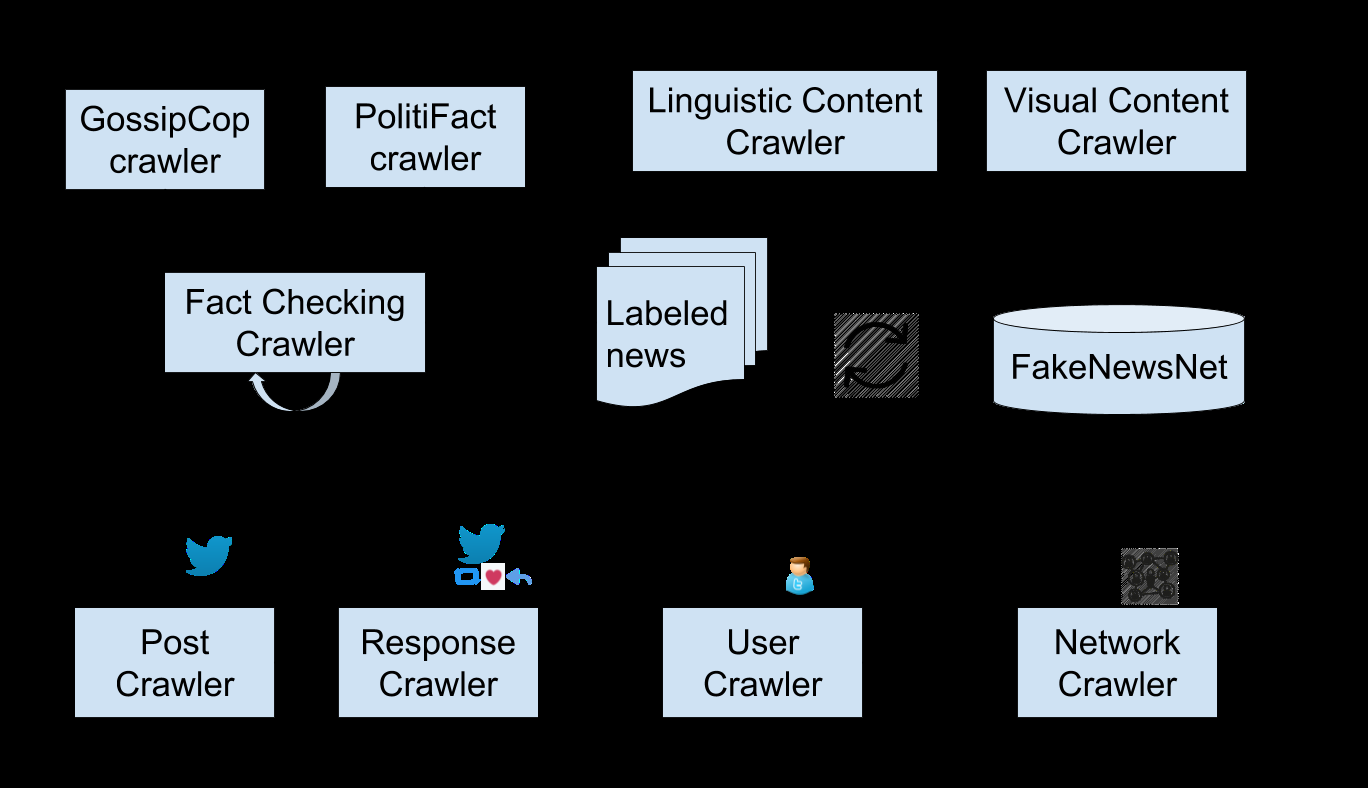 GossipCop
crawler
PolitiFact
crawler
Linguistic Content
Crawler
Visual Content
Crawler
Fact Checking
Crawler
Labeled
news
FakeNewsNet
Post
Crawler
Response
Crawler
User
Crawler
Network
Crawler